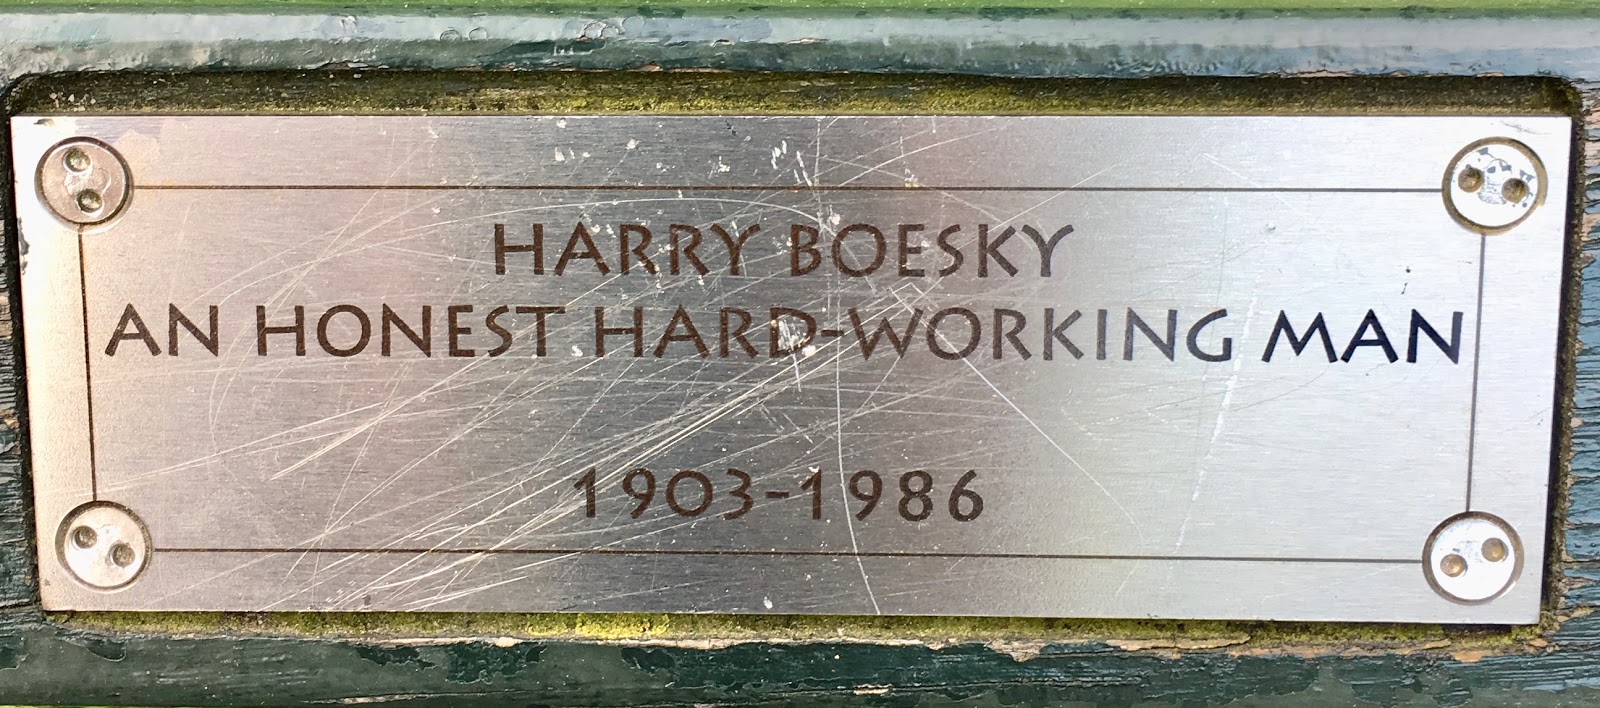 HARRY BOESKY
AN HONEST HARD-WORKING MAN
1903-1986